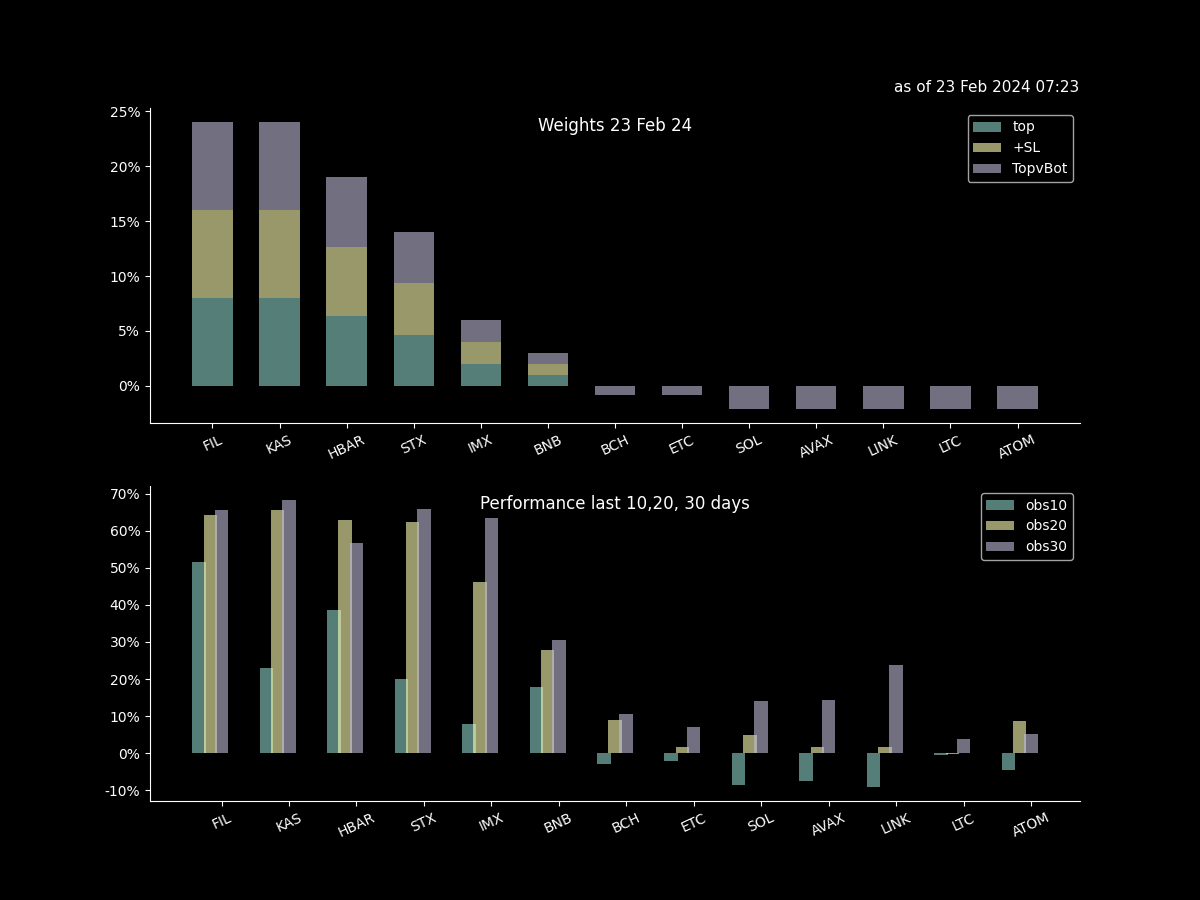 as of 23 Feb 2024 07:23
Weights 23 Feb 24
top
+SL
TopvBot
25%
20%
15%
10%
5%
0%
FIL KAS HBAR STX IMX BNB BCH ETC SOL AVAX LINK LTC ATOM
Performance last 10,20, 30 days
obs10
obs20
obs30
70%
60%
50%
40%
30%
20%
10%
0%
-10%
FIL KAS HBAR STX IMX BNB BCH ETC SOL AVAX LINK LTC ATOM